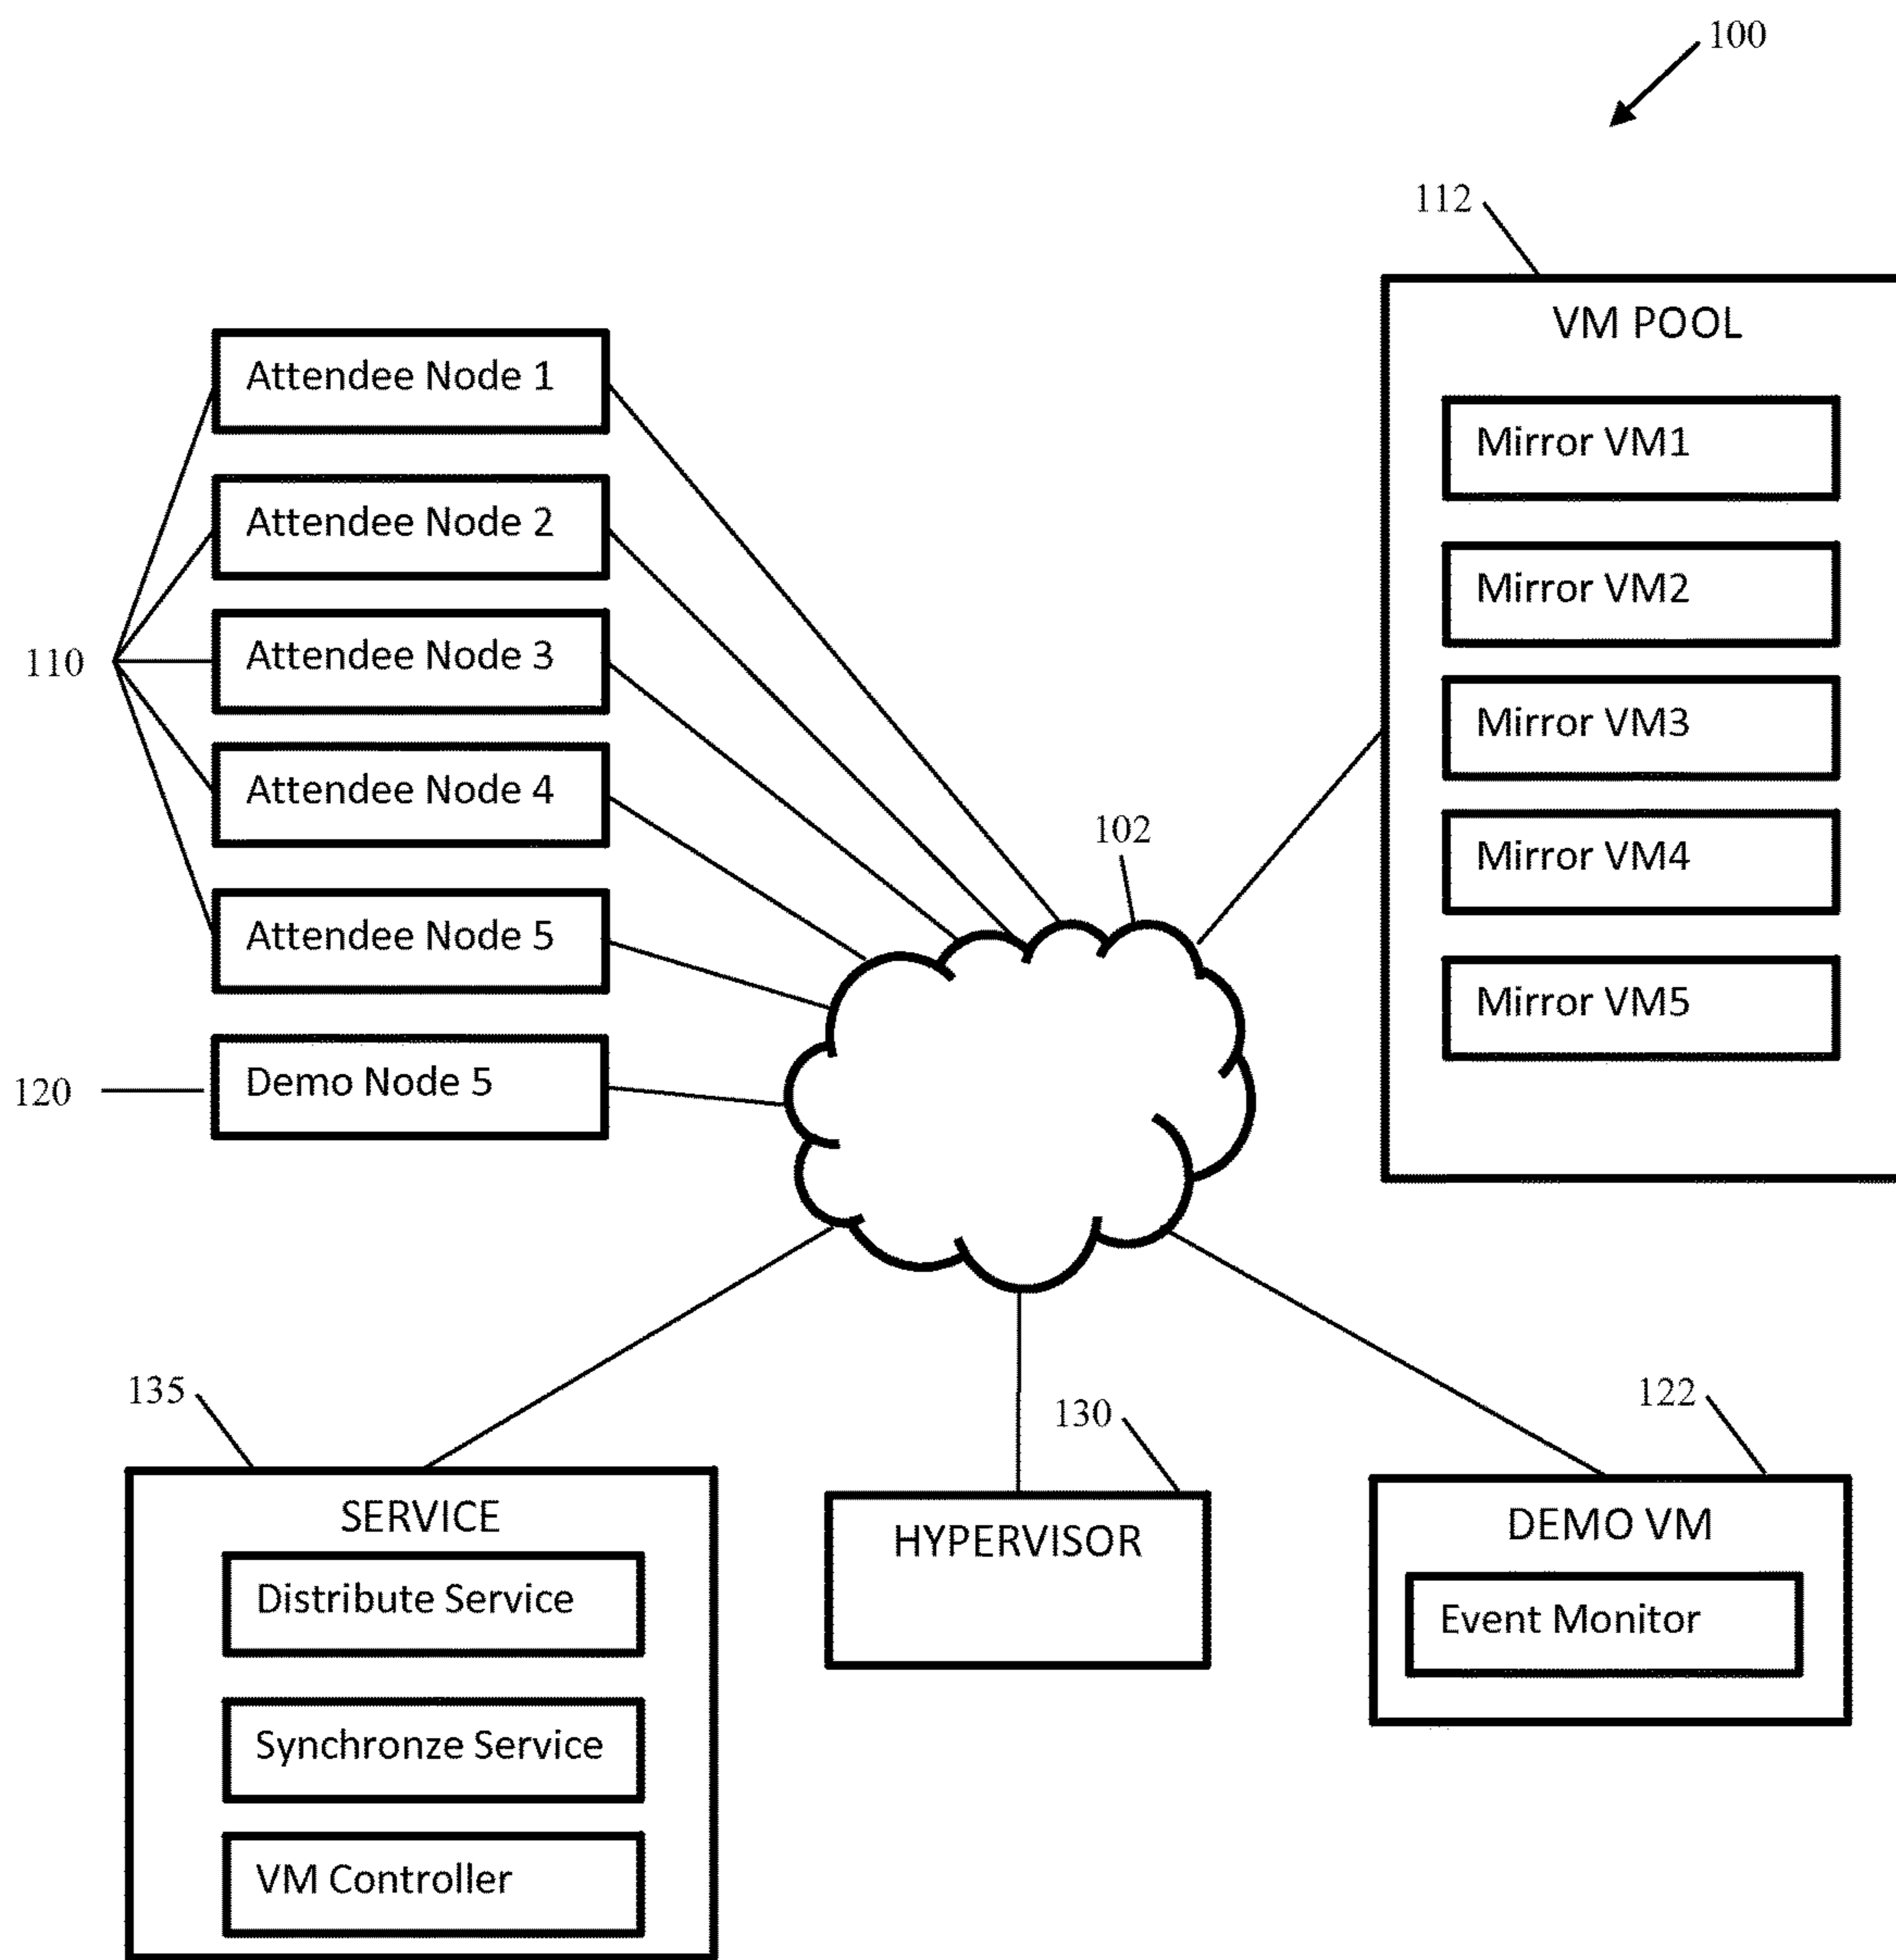 100
112
VM POOL
Mirror VM1
Mirror VM2
Mirror VM3
Mirror VM4
Mirror VM5
Attendee Node 1
Attendee Node 2
110
Attendee Node 3
Attendee Node 4
Attendee Node 5
120
Demo Node 5
102
135
SERVICE
Distribute Service
Synchronze Service
VM Controller
130
HYPERVISOR
122
DEMO VM
Event Monitor